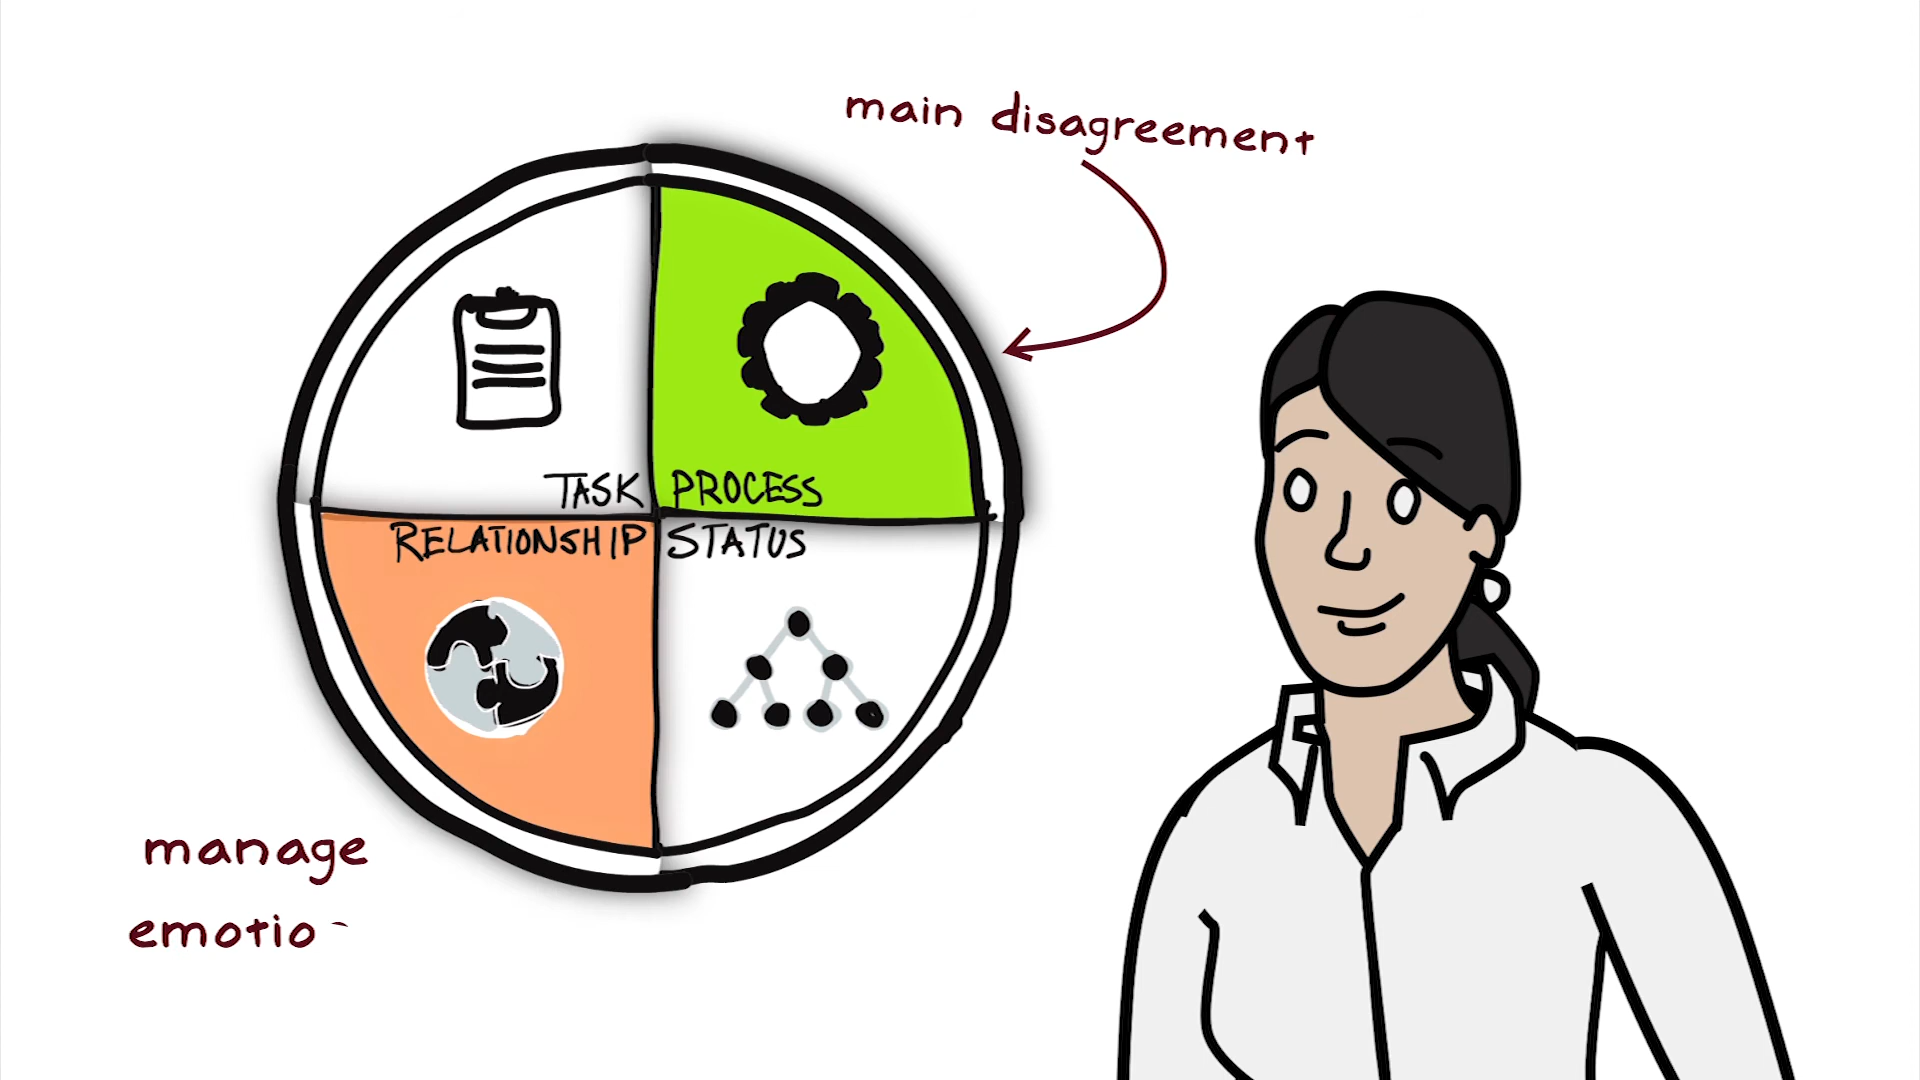 main disagreement
TASK PROCESS
RELATIONSHIP STATUS
manage
emotio